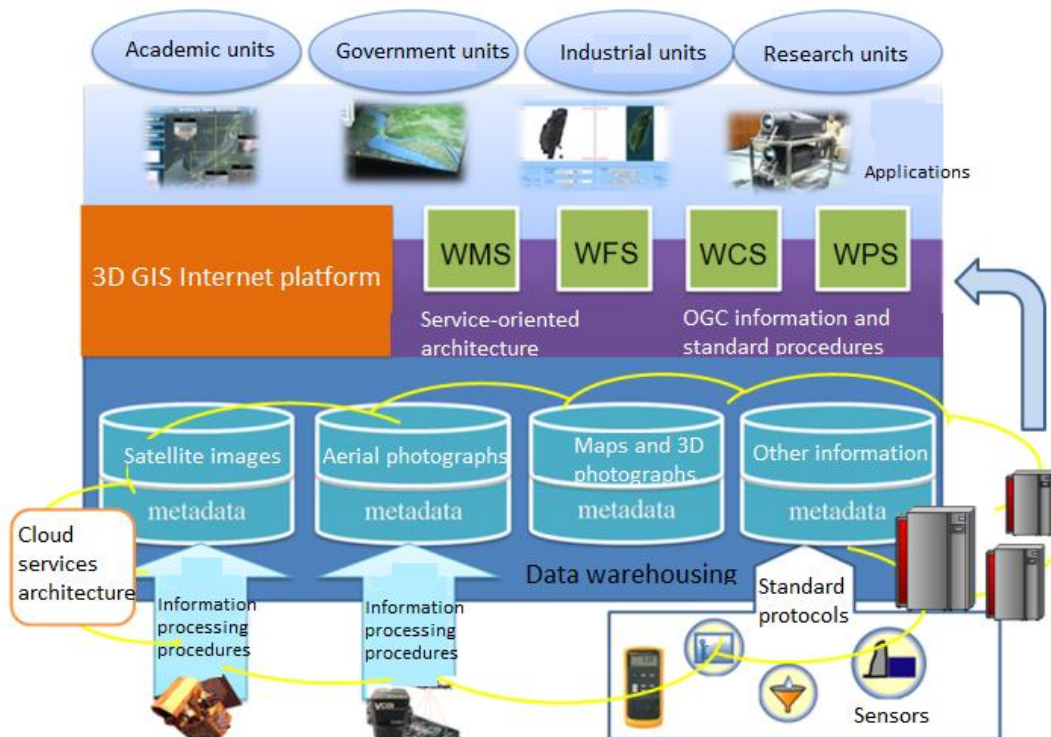 Academic units
Government units
Industrial units
Research units
Applications
3D GIS Internet platform
WMS
WFS
WCS
WPS
Service-oriented
architecture
OGC information and
standard procedures
Satellite images
metadata
Aerial photographs
metadata
Maps and 3D
photographs
metadata
Other information
metadata
Cloud
services
architecture
Data warehousing
Information
processing
procedures
Information
processing
procedures
Standard
protocols
Sensors